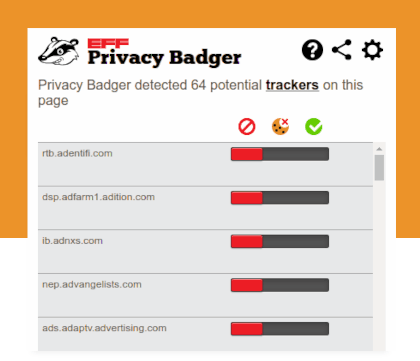 EFF
Privacy Badger
Privacy Badger detected 64 potential trackers on this
page
rtb.adentifi.com
dsp.adfarm1.adition.com
ib.adnxs.com
nep.advangelists.com
ads.adaptv.advertising.com